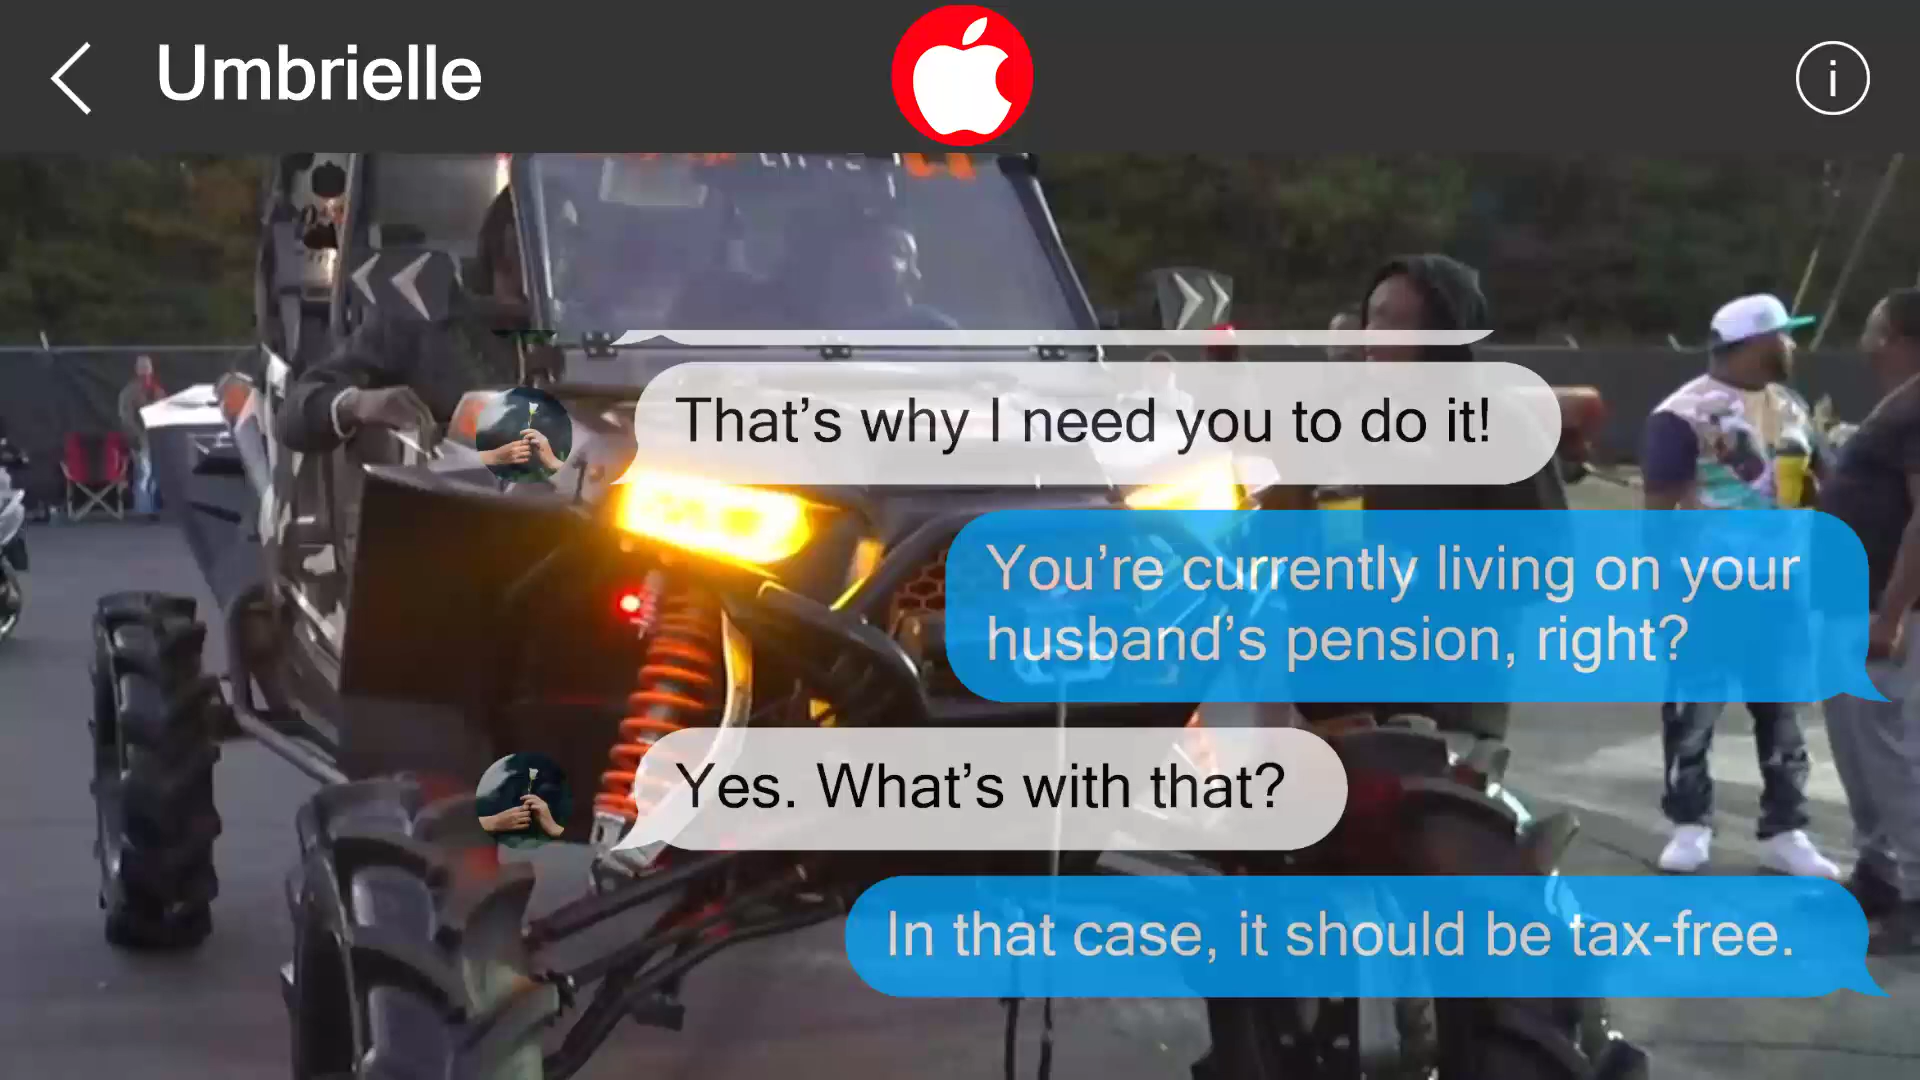 Umbrielle
That’s why I need you to do it!
You’re currently living on your
husband’s pension, right?
Yes. What’s with that?
In that case, it should be tax-free.